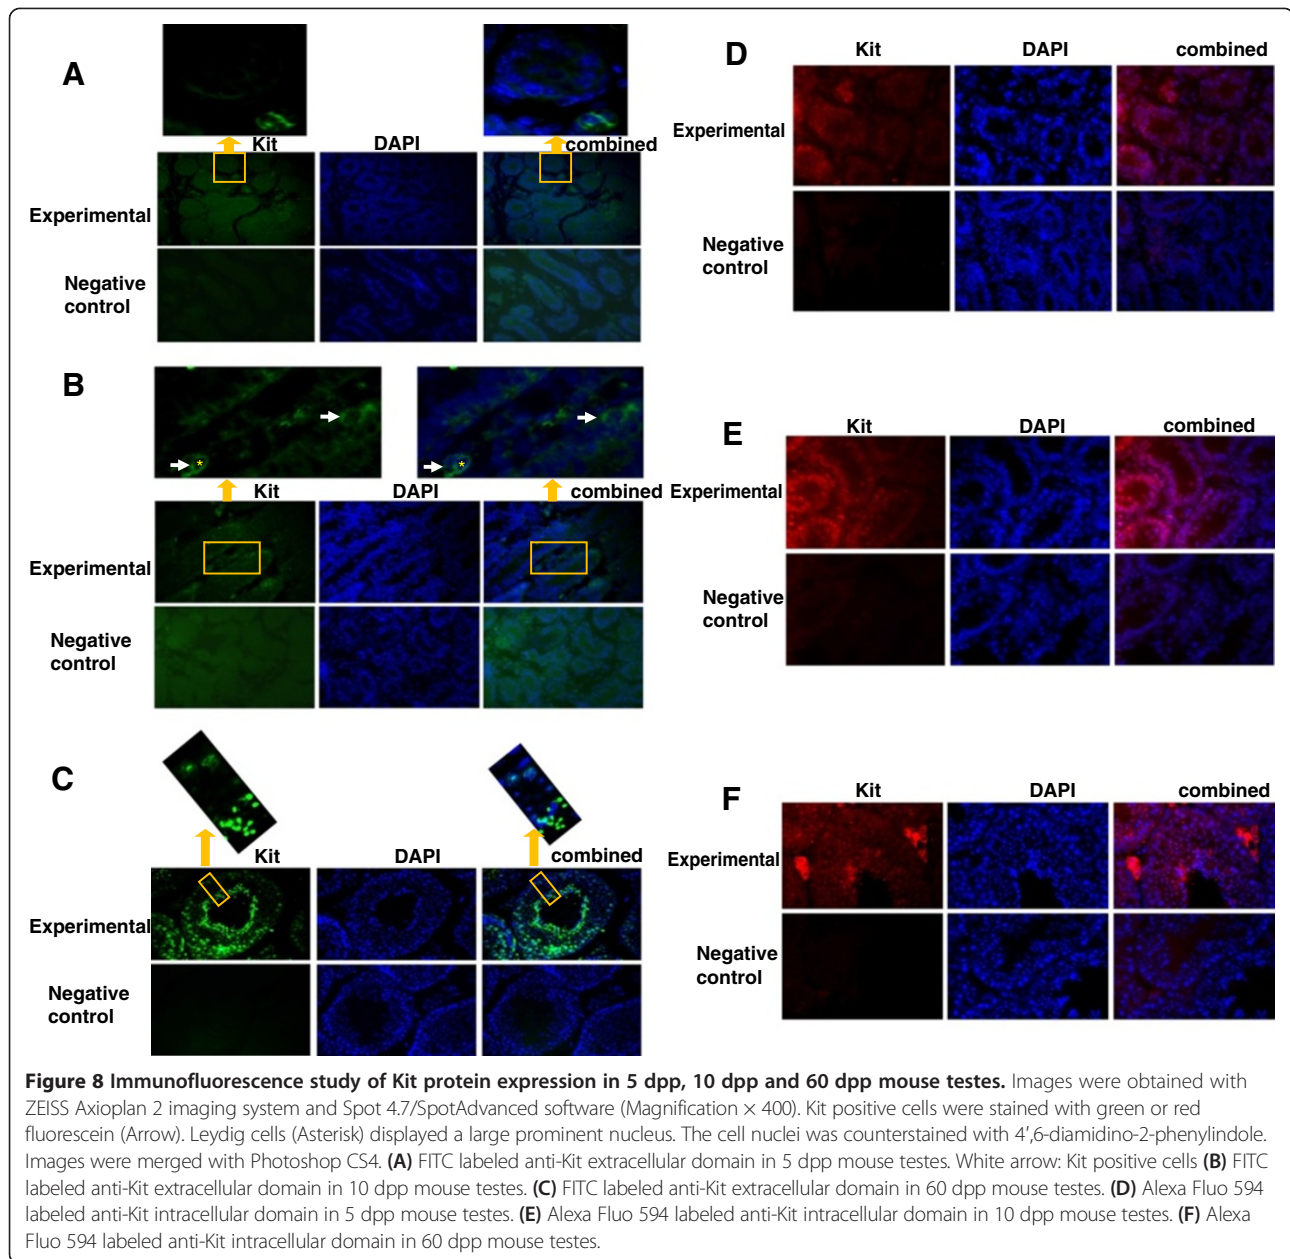 A
Kit DAPI combined
Experimental
Negative
control
B
*
*
Kit DAPI combined
Experimental
Negative
control
C
Kit DAPI combined
Experimental
Negative
control
D
Kit DAPI combined
Experimental
Negative
control
E
Kit DAPI combined
Experimental
Negative
control
F
Kit DAPI combined
Experimental
Negative
control
Figure 8 Immunofluorescence study of Kit protein expression in 5 dpp, 10 dpp and 60 dpp mouse testes. Images were obtained with
ZEISS Axioplan 2 imaging system and Spot 4.7/SpotAdvanced software (Magnification × 400). Kit positive cells were stained with green or red
fluorescein (Arrow). Leydig cells (Asterisk) displayed a large prominent nucleus. The cell nuclei was counterstained with 4′,6-diamidino-2-phenylindole.
Images were merged with Photoshop CS4. (A) FITC labeled anti-Kit extracellular domain in 5 dpp mouse testes. White arrow: Kit positive cells (B) FITC
labeled anti-Kit extracellular domain in 10 dpp mouse testes. (C) FITC labeled anti-Kit extracellular domain in 60 dpp mouse testes. (D) Alexa Fluo 594
labeled anti-Kit intracellular domain in 5 dpp mouse testes. (E) Alexa Fluo 594 labeled anti-Kit intracellular domain in 10 dpp mouse testes. (F) Alexa
Fluo 594 labeled anti-Kit intracellular domain in 60 dpp mouse testes.